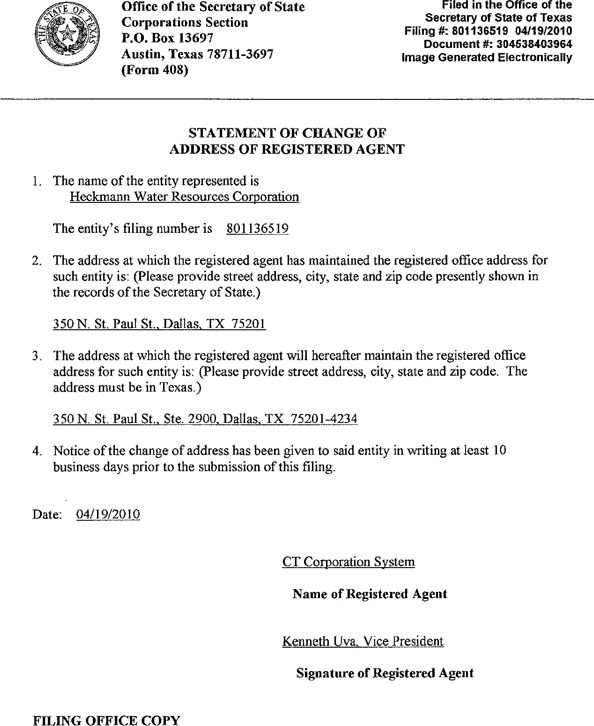 THE STATE OF TEXAS
Office of the Secretary of State
Corporations Section
P.O. Box 13697
Austin, Texas 78711-3697
(Form 408)
Filed in the Office of the
Secretary of State of Texas
Filing #: 801136519 04/19/2010
Document #: 304538403964
Image Generated Electronically
STATEMENT OF CHANGE OF
ADDRESS OF REGISTERED AGENT
1. The name of the entity represented is
Heckmann Water Resources Corporation
The entity's filing number is 801136519
2. The address at which the registered agent has maintained the registered office address for
such entity is: (Please provide street address, city, state and zip code presently shown in
the records of the Secretary of State.)
350 N. St. Paul St., Dallas, TX 75201
3. The address at which the registered agent will hereafter maintain the registered office
address for such entity is: (Please provide street address, city, state and zip code. The
address must be in Texas.)
350 N. St. Paul St., Ste. 2900, Dallas, TX 75201-4234
4. Notice of the change of address has been given to said entity in writing at least 10
business days prior to the submission of this filing.
Date: 04/19/2010
CT Corporation System
Name of Registered Agent
Kenneth Uva, Vice President
Signature of Registered Agent
FILING OFFICE COPY